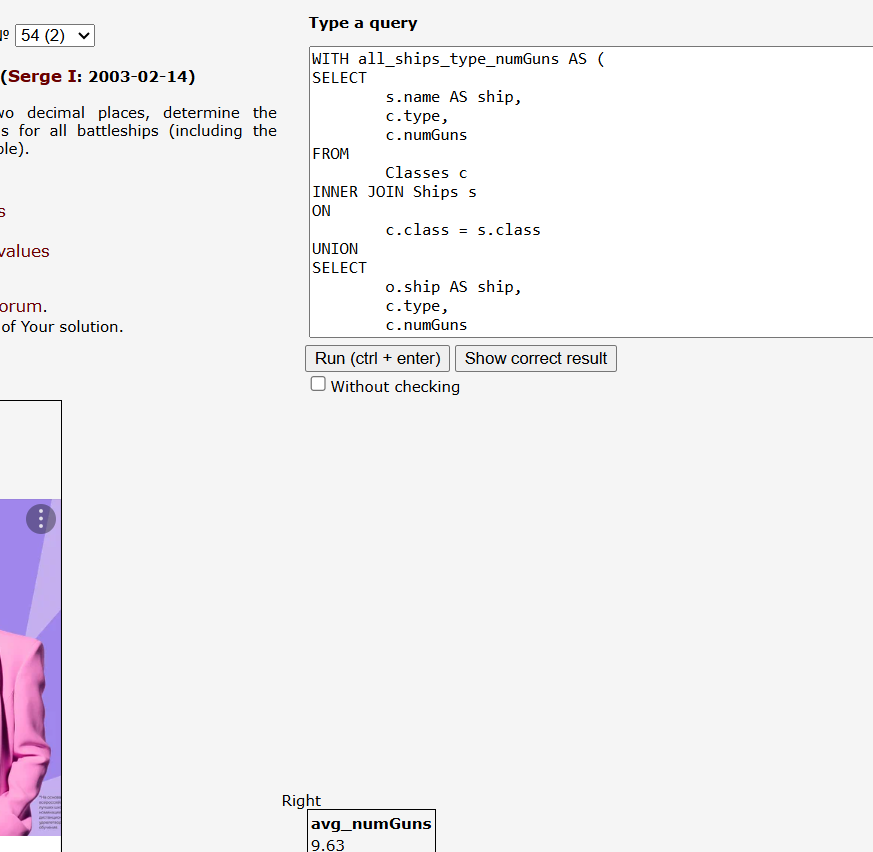 Type a query
№ 54 (2)
(Serge I: 2003-02-14)
decimal places, determine the
for all battleships (including the
values
of Your solution.
WITH all_ships_type_numGuns AS (
SELECT
s.name AS ship,
c.type,
c.numGuns
FROM
Classes c
INNER JOIN Ships s
ON
c.class = s.class
UNION
SELECT
o.ship AS ship,
c.type,
c.numGuns
Run (ctrl + enter) Show correct result
Without checking
Right
avg_numGuns
9.63